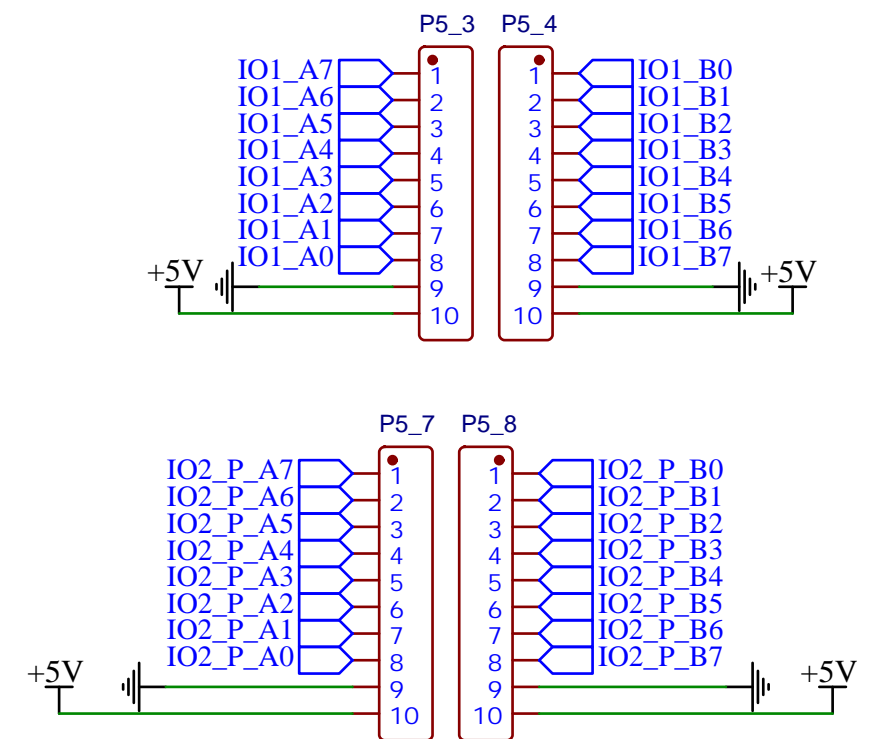 P5_3 P5_4
IO1_A7 1 1 IO1_B0
IO1_A6 2 2 IO1_B1
IO1_A5 3 3 IO1_B2
IO1_A4 4 4 IO1_B3
IO1_A3 5 5 IO1_B4
IO1_A2 6 6 IO1_B5
IO1_A1 7 7 IO1_B6
IO1_A0 8 8 IO1_B7
+5V 9 9 +5V
10 10
P5_7 P5_8
IO2_P_A7 1 1 IO2_P_B0
IO2_P_A6 2 2 IO2_P_B1
IO2_P_A5 3 3 IO2_P_B2
IO2_P_A4 4 4 IO2_P_B3
IO2_P_A3 5 5 IO2_P_B4
IO2_P_A2 6 6 IO2_P_B5
IO2_P_A1 7 7 IO2_P_B6
IO2_P_A0 8 8 IO2_P_B7
+5V 9 9 +5V
10 10